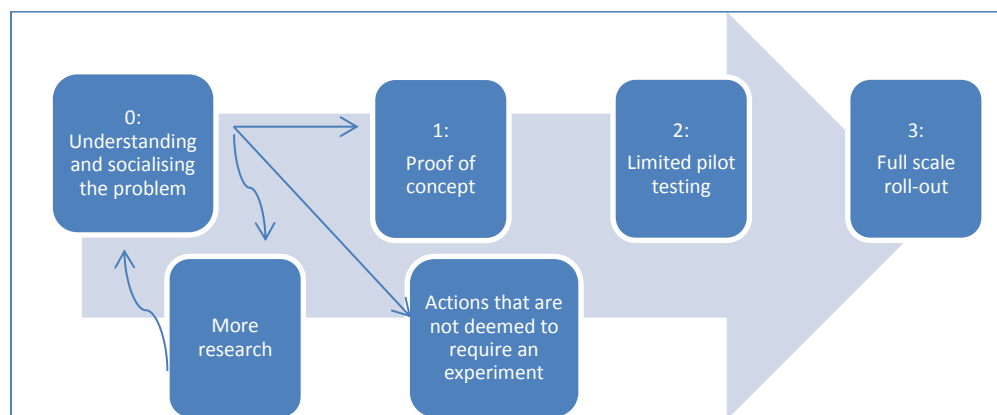 0:
Understanding
and socialising
the problem
1:
Proof of
concept
2:
Limited pilot
testing
3:
Full scale
roll-out
More
research
Actions that are
not deemed to
require an
experiment